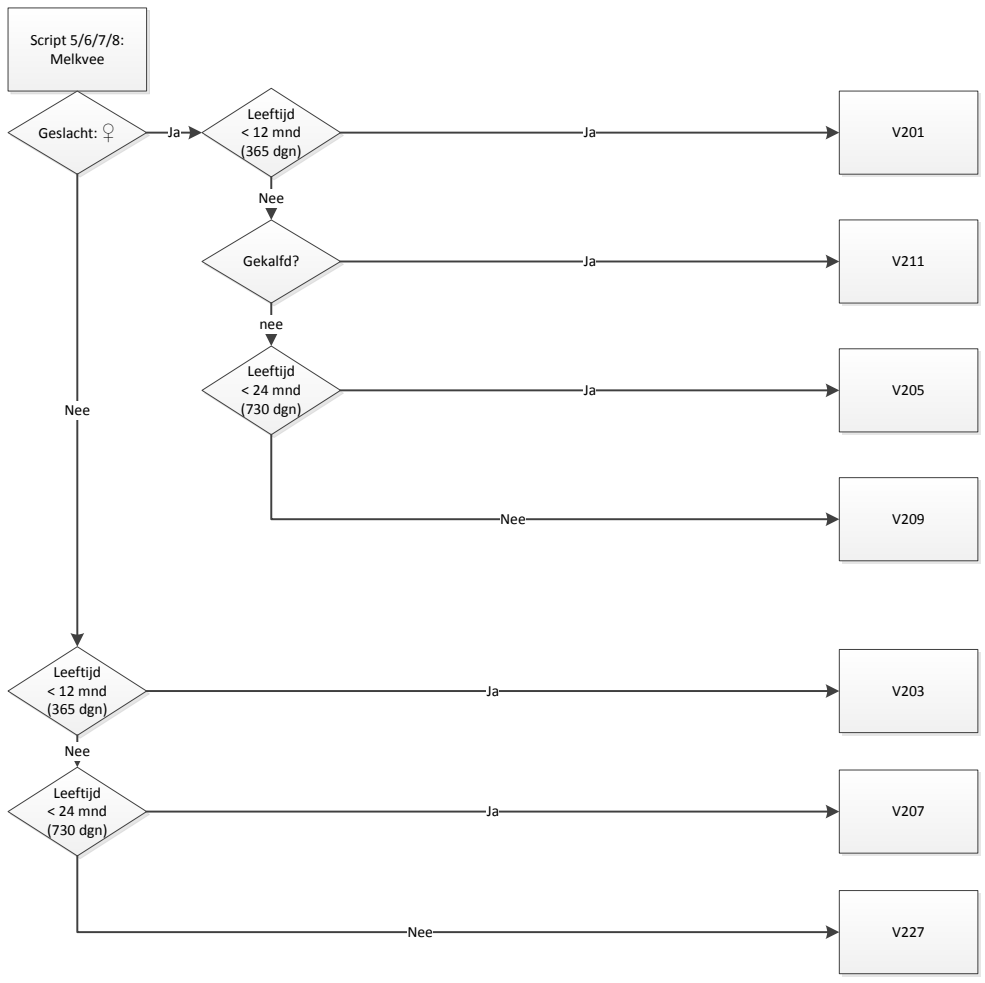 Script 5/6/7/8:
Melkvee
Geslacht: ♀
Ja
Leeftijd
< 12 mnd
(365 dgn)
Ja
V201
Nee
Gekalfd?
Ja
V211
nee
Leeftijd
< 24 mnd
(730 dgn)
Ja
V205
Nee
Nee
V209
Leeftijd
< 12 mnd
(365 dgn)
Ja
V203
Nee
Leeftijd
< 24 mnd
(730 dgn)
Ja
V207
Nee
V227